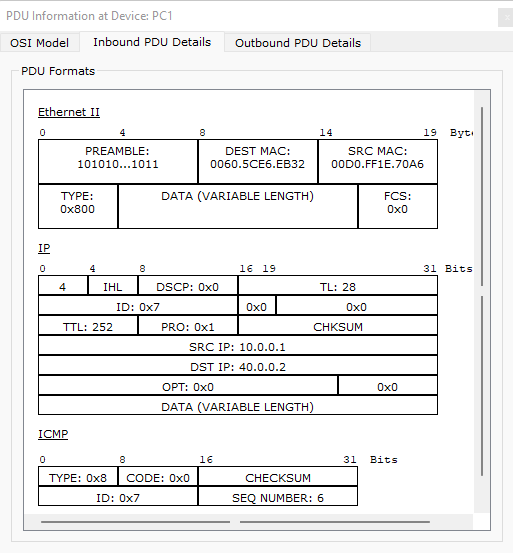 PDU Information at Device: PC1
OSI Model Inbound PDU Details Outbound PDU Details
PDU Formats
Ethernet II
0 4 8 14 19 Byte
PREAMBLE: DEST MAC: SRC MAC:
101010...1011 0060.5CE6.EB32 00D0.FF1E.70A6
TYPE: DATA (VARIABLE LENGTH) FCS:
0x800 0x0
IP
0 4 8 16 19 31 Bits
4 IHL DSCP: 0x0 TL: 28
ID: 0x7 0x0 0x0
TTL: 252 PRO: 0x1 CHKSUM
SRC IP: 10.0.0.1
DST IP: 40.0.0.2
OPT: 0x0 0x0
DATA (VARIABLE LENGTH)
ICMP
0 8 16 31 Bits
TYPE: 0x8 CODE: 0x0 CHECKSUM
ID: 0x7 SEQ NUMBER: 6